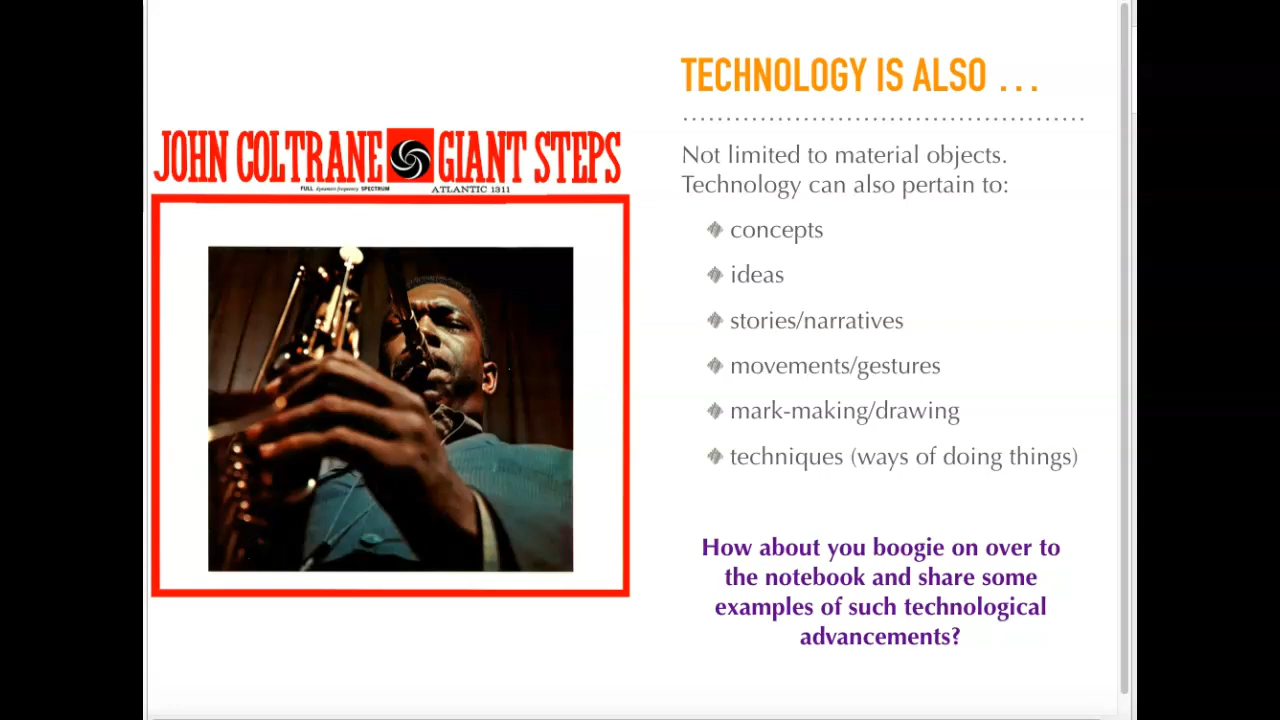 JOHN COLTRANE GIANT STEPS
FULL dynamics-frequency SPECTRUM ATLANTIC 1311
TECHNOLOGY IS ALSO ...
Not limited to material objects.
Technology can also pertain to:
concepts
ideas
stories/narratives
movements/gestures
mark-making/drawing
techniques (ways of doing things)
How about you boogie on over to
the notebook and share some
examples of such technological
advancements?